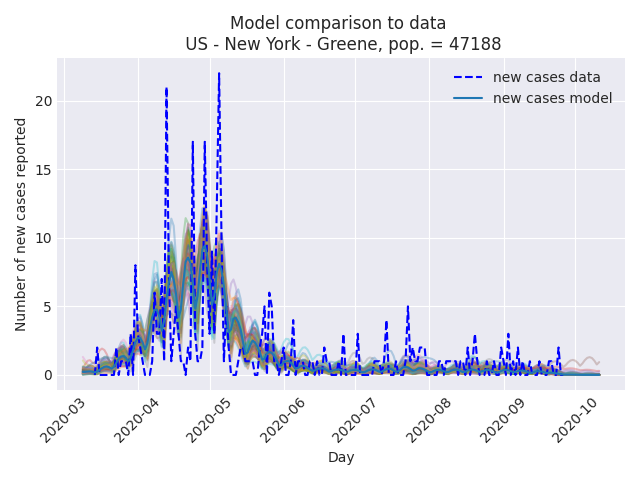 Model comparison to data
US - New York - Greene, pop. = 47188
new cases data
new cases model
Number of new cases reported
20
15
10
5
0
2020-03
2020-04
2020-05
2020-06
2020-07
2020-08
2020-09
2020-10
Day